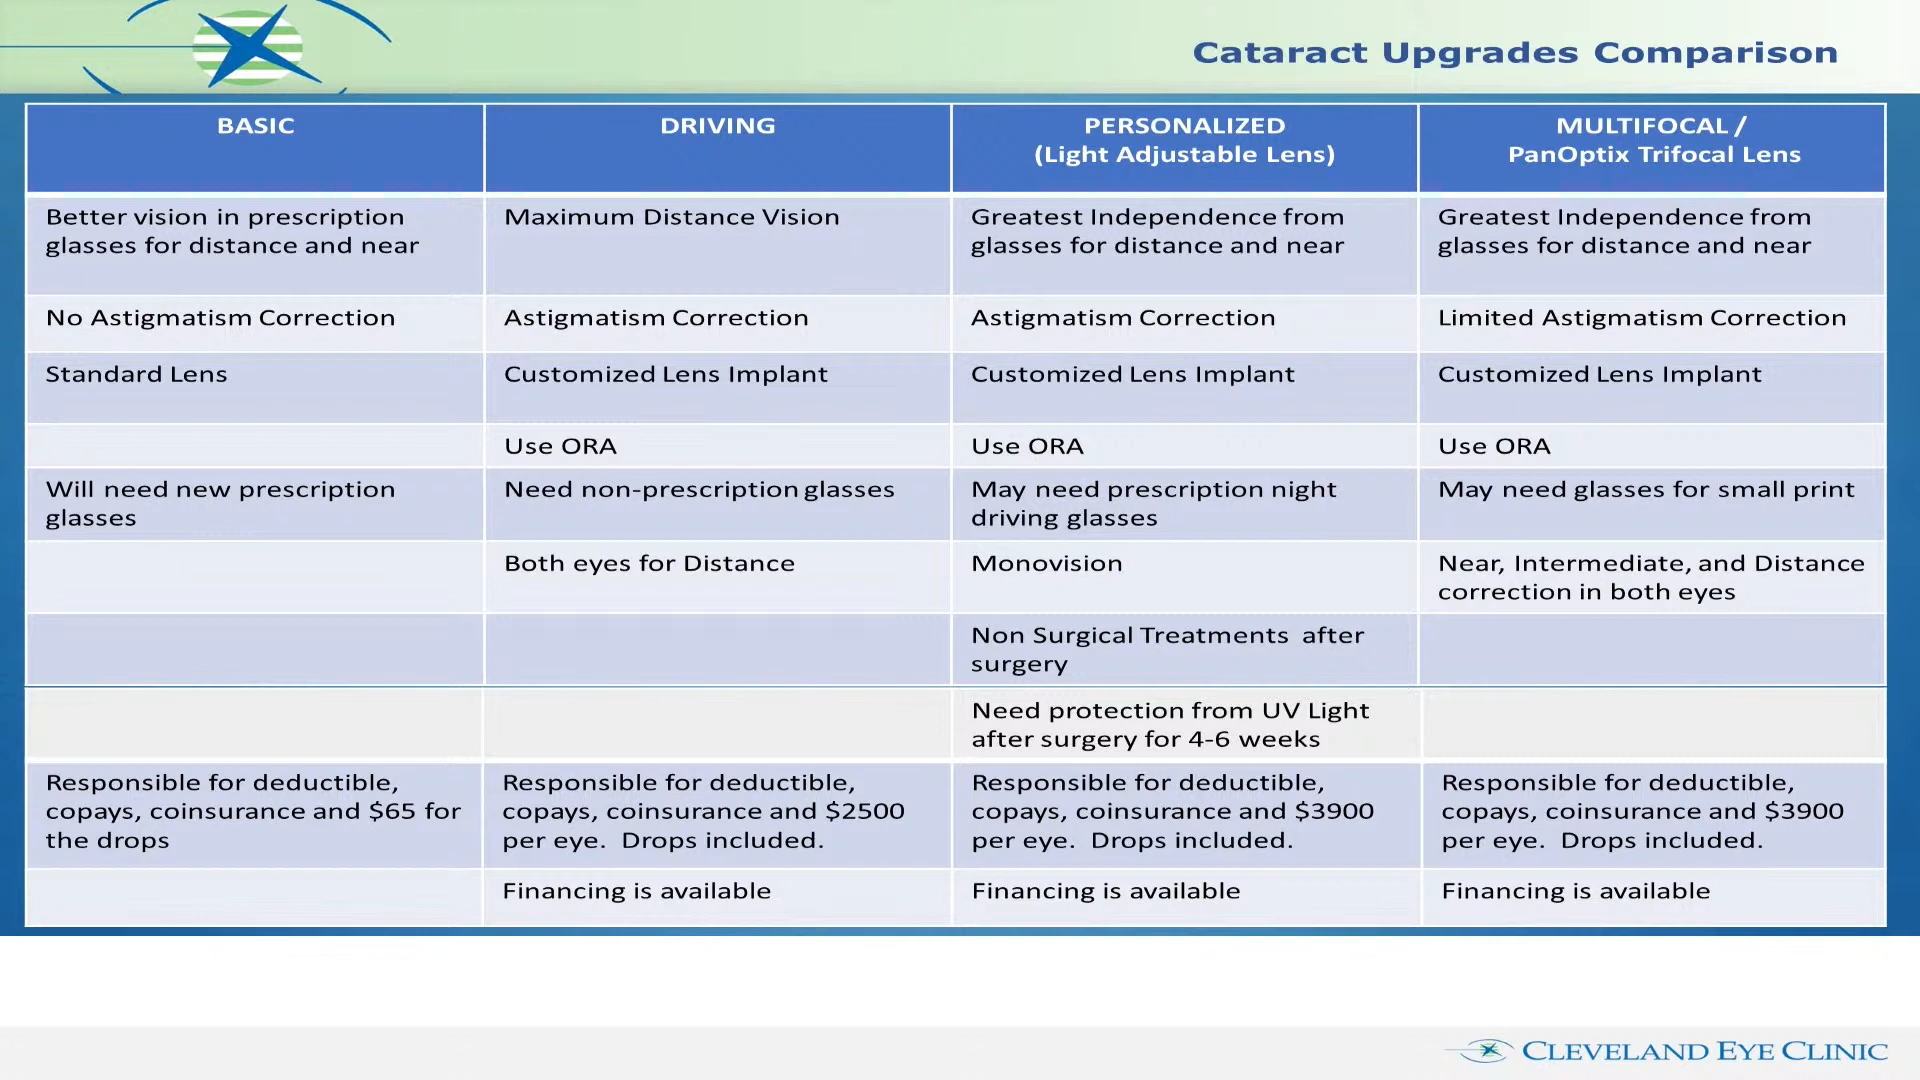 Cataract Upgrades Comparison
BASIC
DRIVING
PERSONALIZED
(Light Adjustable Lens)
MULTIFOCAL /
PanOptix Trifocal Lens
Better vision in prescription
glasses for distance and near
Maximum Distance Vision
Greatest Independence from
glasses for distance and near
Greatest Independence from
glasses for distance and near
No Astigmatism Correction
Astigmatism Correction
Astigmatism Correction
Limited Astigmatism Correction
Standard Lens
Customized Lens Implant
Customized Lens Implant
Customized Lens Implant
Use ORA
Use ORA
Use ORA
Will need new prescription
glasses
Need non-prescription glasses
May need prescription night
driving glasses
May need glasses for small print
Both eyes for Distance
Monovision
Near, Intermediate, and Distance
correction in both eyes
Non Surgical Treatments after
surgery
Need protection from UV Light
after surgery for 4-6 weeks
Responsible for deductible,
copays, coinsurance and $65 for
the drops
Responsible for deductible,
copays, coinsurance and $2500
per eye. Drops included.
Responsible for deductible,
copays, coinsurance and $3900
per eye. Drops included.
Responsible for deductible,
copays, coinsurance and $3900
per eye. Drops included.
Financing is available
Financing is available
Financing is available
CLEVELAND EYE CLINIC